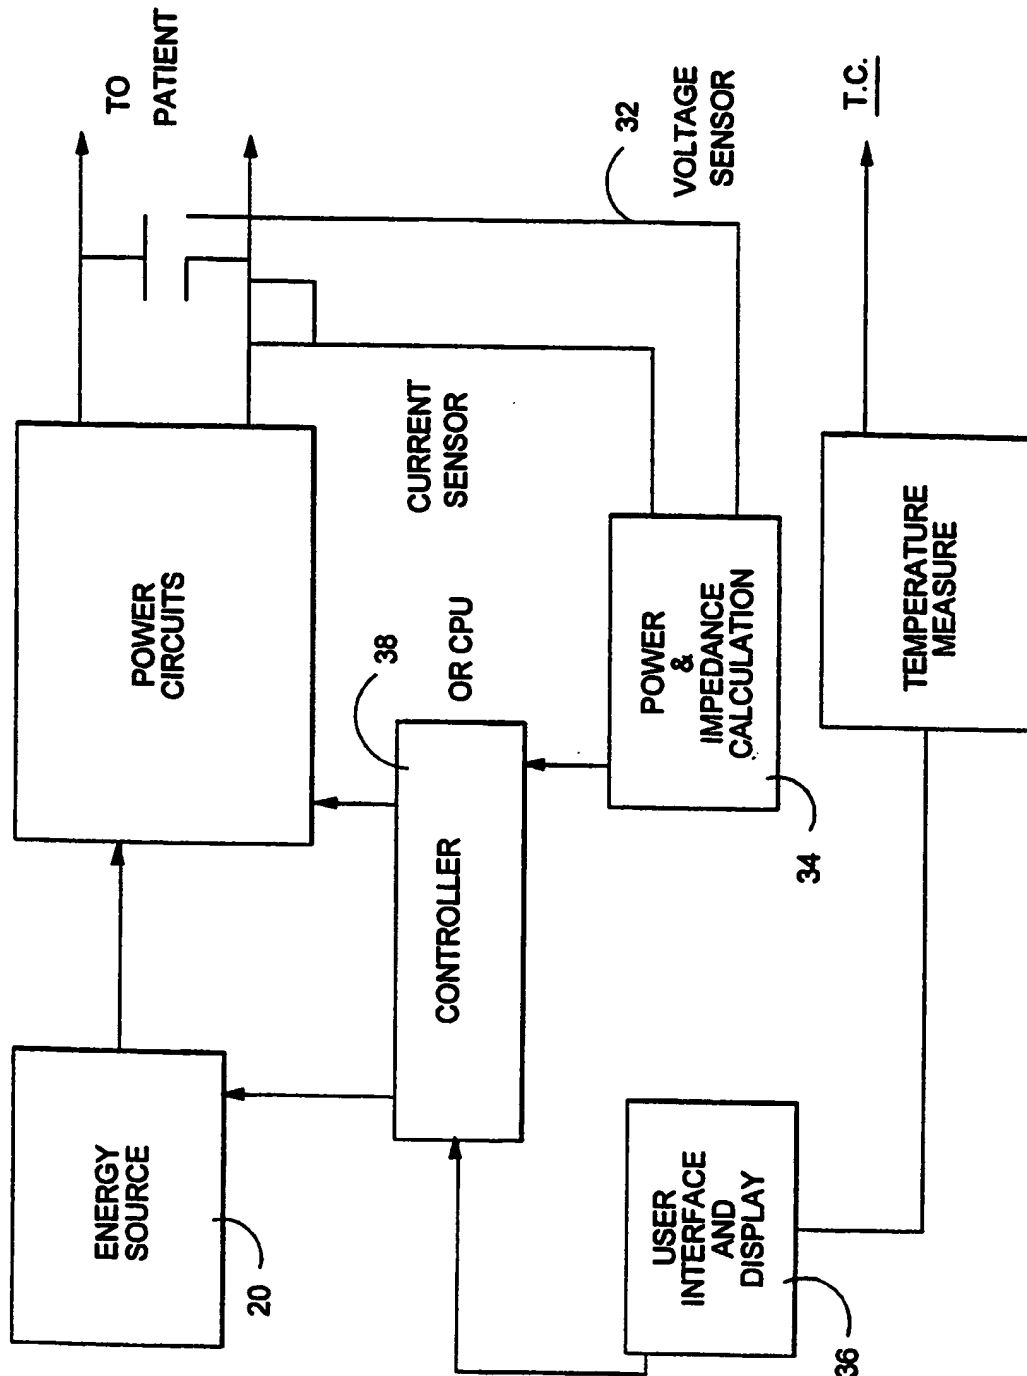 ENERGY
SOURCE
20
POWER
CIRCUITS
TO
PATIENT
CONTROLLER
38
OR CPU
CURRENT
SENSOR
32
VOLTAGE
SENSOR
USER
INTERFACE
AND
DISPLAY
36
POWER
&
IMPEDANCE
CALCULATION
34
TEMPERATURE
MEASURE
T.C.